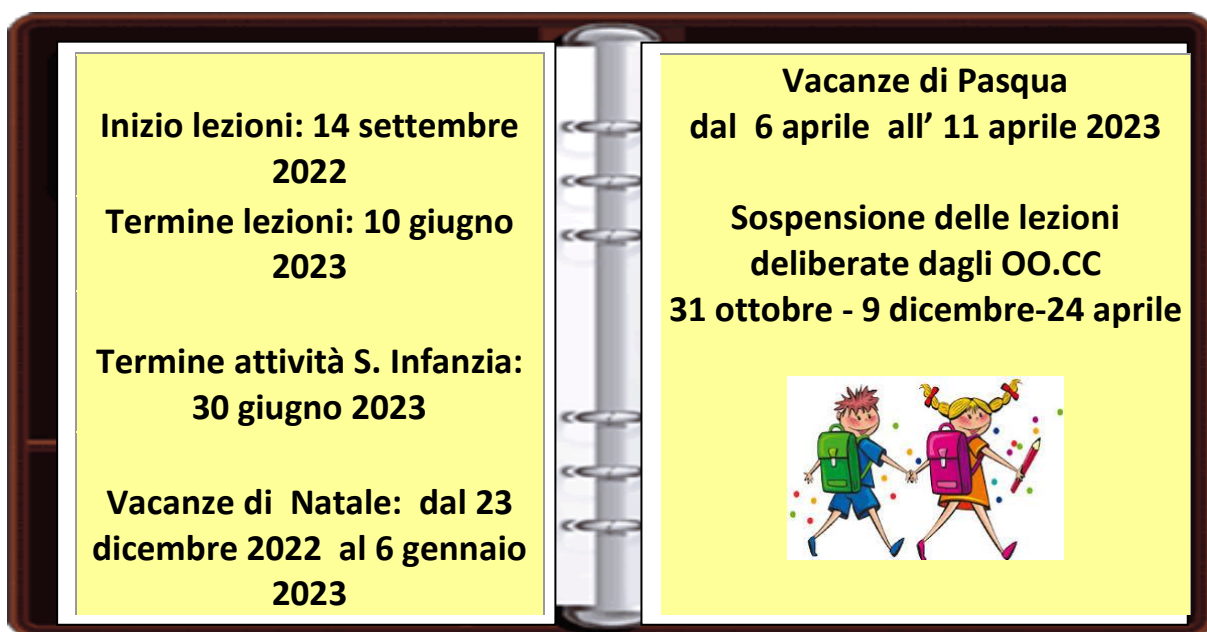 Inizio lezioni: 14 settembre
2022
Termine lezioni: 10 giugno
2023
Termine attività S. Infanzia:
30 giugno 2023
Vacanze di Natale: dal 23
dicembre 2022 al 6 gennaio
2023
Vacanze di Pasqua
dal 6 aprile all' 11 aprile 2023
Sospensione delle lezioni
deliberate dagli OO.CC
31 ottobre - 9 dicembre-24 aprile